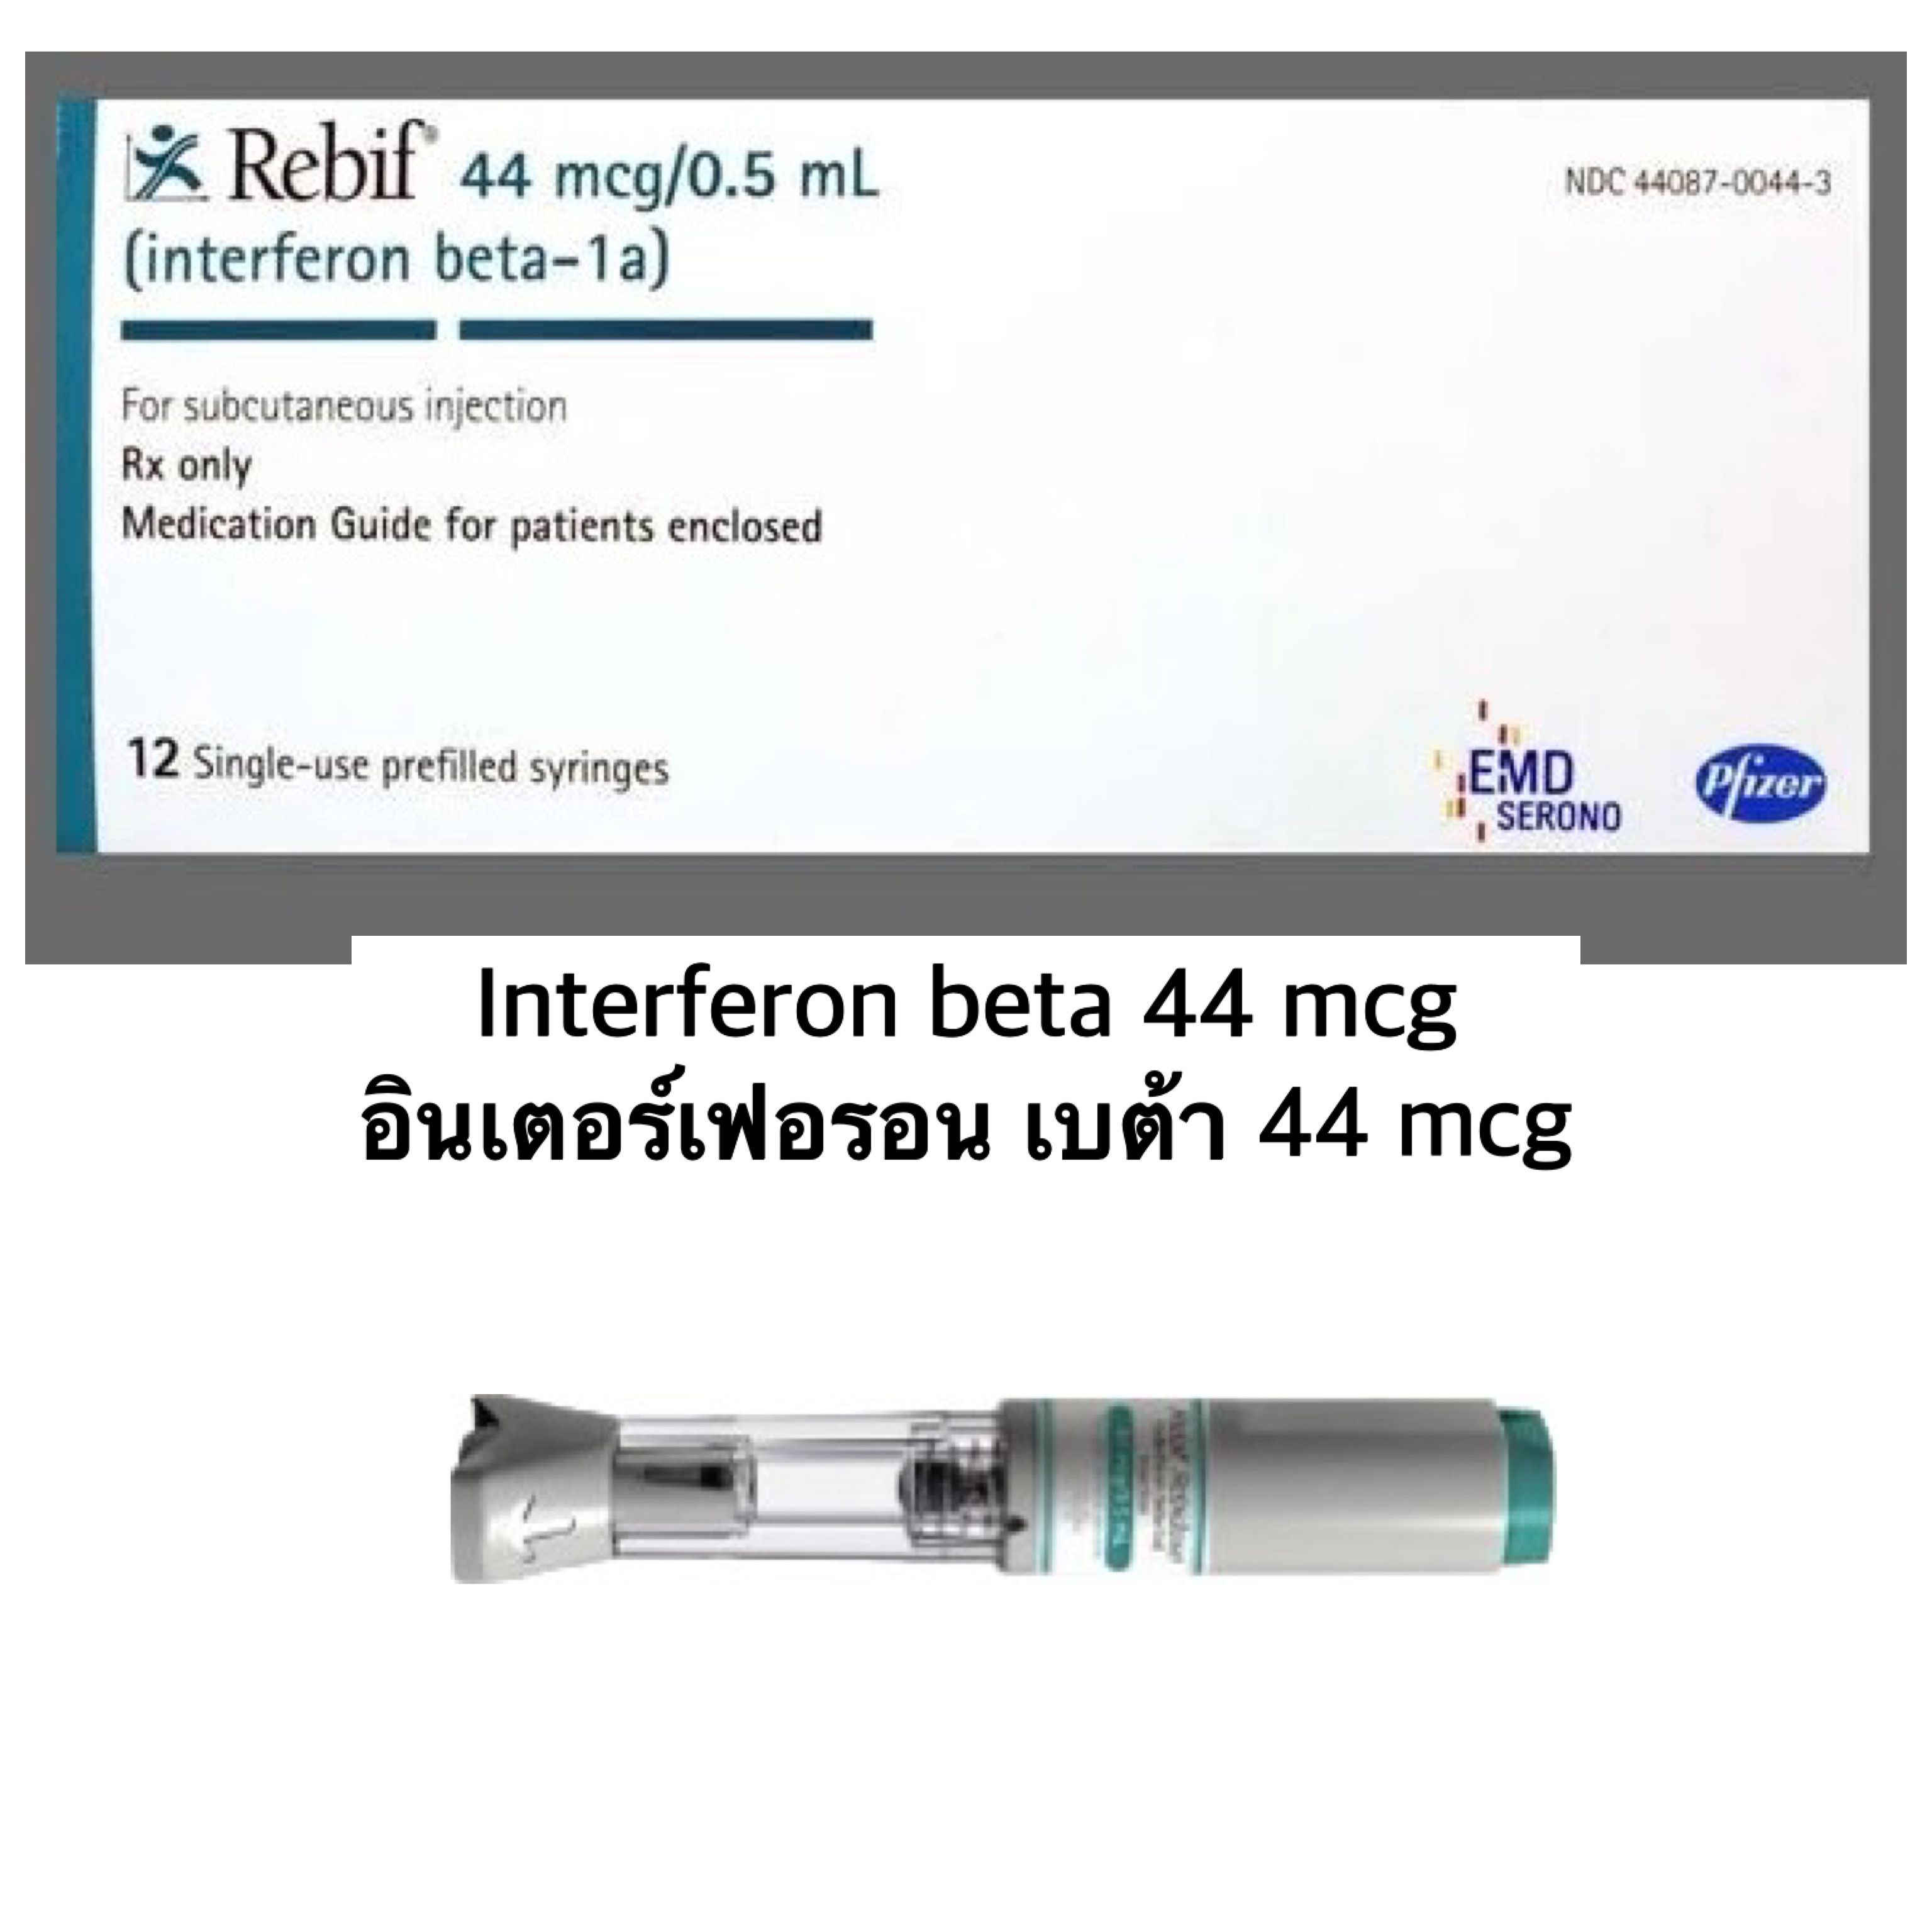 Rebif® 44 mcg/0.5 mL
(interferon beta-1a)
NDC 44087-0044-3
For subcutaneous injection
Rx only
Medication Guide for patients enclosed
12 Single-use prefilled syringes
EMD
SERONO
Pfizer
Interferon beta 44 mcg
อินเตอร์เฟอรอน เบต้า 44 mcg